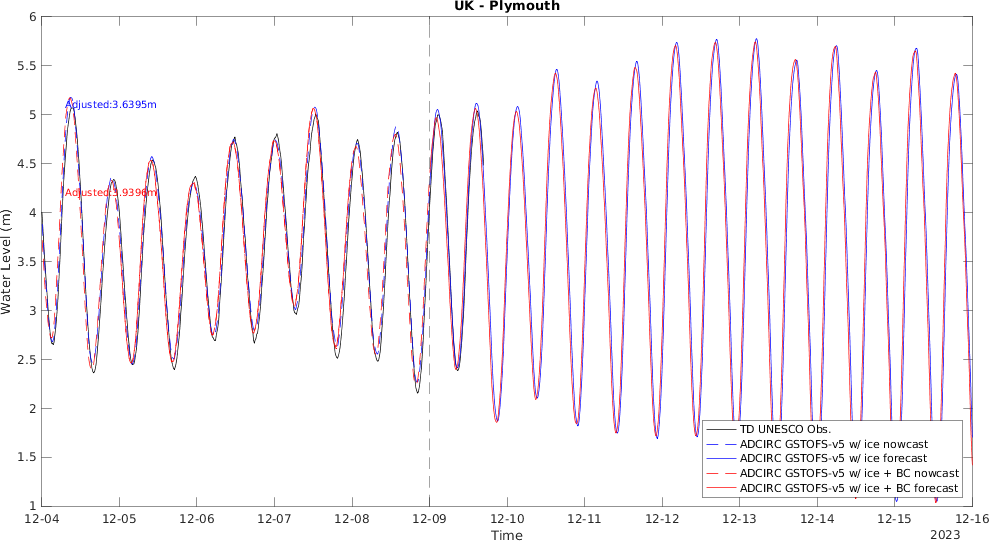 UK - Plymouth
6
5.5
5
4.5
4
3.5
3
2.5
2
1.5
1
Water Level (m)
Adjusted:3.6395m
Adjusted:3.9396m
TD UNESCO Obs.
ADCIRC GSTOFS-v5 w/ ice nowcast
ADCIRC GSTOFS-v5 w/ ice forecast
ADCIRC GSTOFS-v5 w/ ice + BC nowcast
ADCIRC GSTOFS-v5 w/ ice + BC forecast
12-04 12-05 12-06 12-07 12-08 12-09 12-10 12-11 12-12 12-13 12-14 12-15 12-16
Time
2023